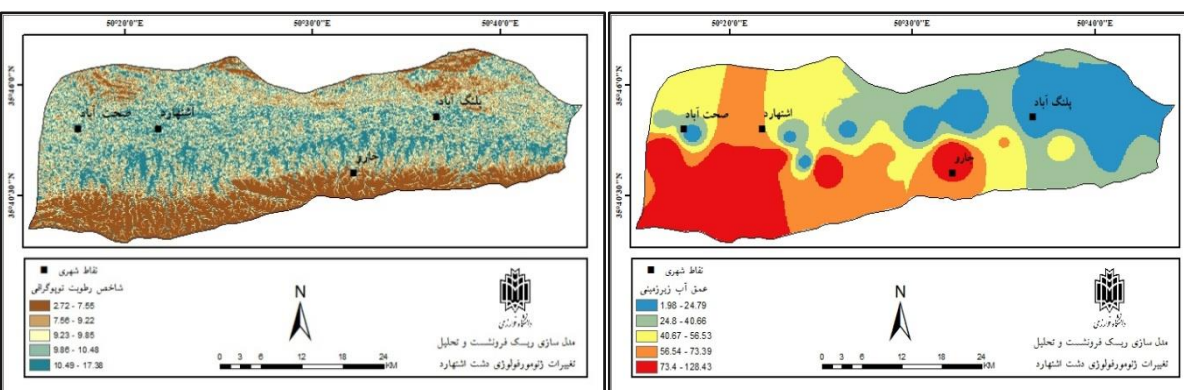 50°20'0"E 50°30'0"E 50°40'0"E
35°46'0"N
35°40'30"N
پلنگ آباد
صحت آباد
اشتهارد
جارو
نقاط شهری
شاخص رطوبت توپوگرافی
2.72 - 7.55
7.56 - 9.22
9.23 - 9.85
9.86 - 10.48
10.49 - 17.38
N
0 3 6 12 18 24
KM
دانشگاه خوارزمی
مدل سازی ریسک فرونشست و تحلیل
تغییرات ژئومورفولوژی دشت اشتهارد
50°20'0"E 50°30'0"E 50°40'0"E
35°46'0"N
35°40'30"N
پلنگ آباد
صحت آباد
اشتهارد
جارو
نقاط شهری
عمق آب زیرزمینی
1.98 - 24.79
24.8 - 40.66
40.67 - 56.53
56.54 - 73.39
73.4 - 128.43
N
0 3 6 12 18 24
KM
دانشگاه خوارزمی
مدل سازی ریسک فرونشست و تحلیل
تغییرات ژئومورفولوژی دشت اشتهارد